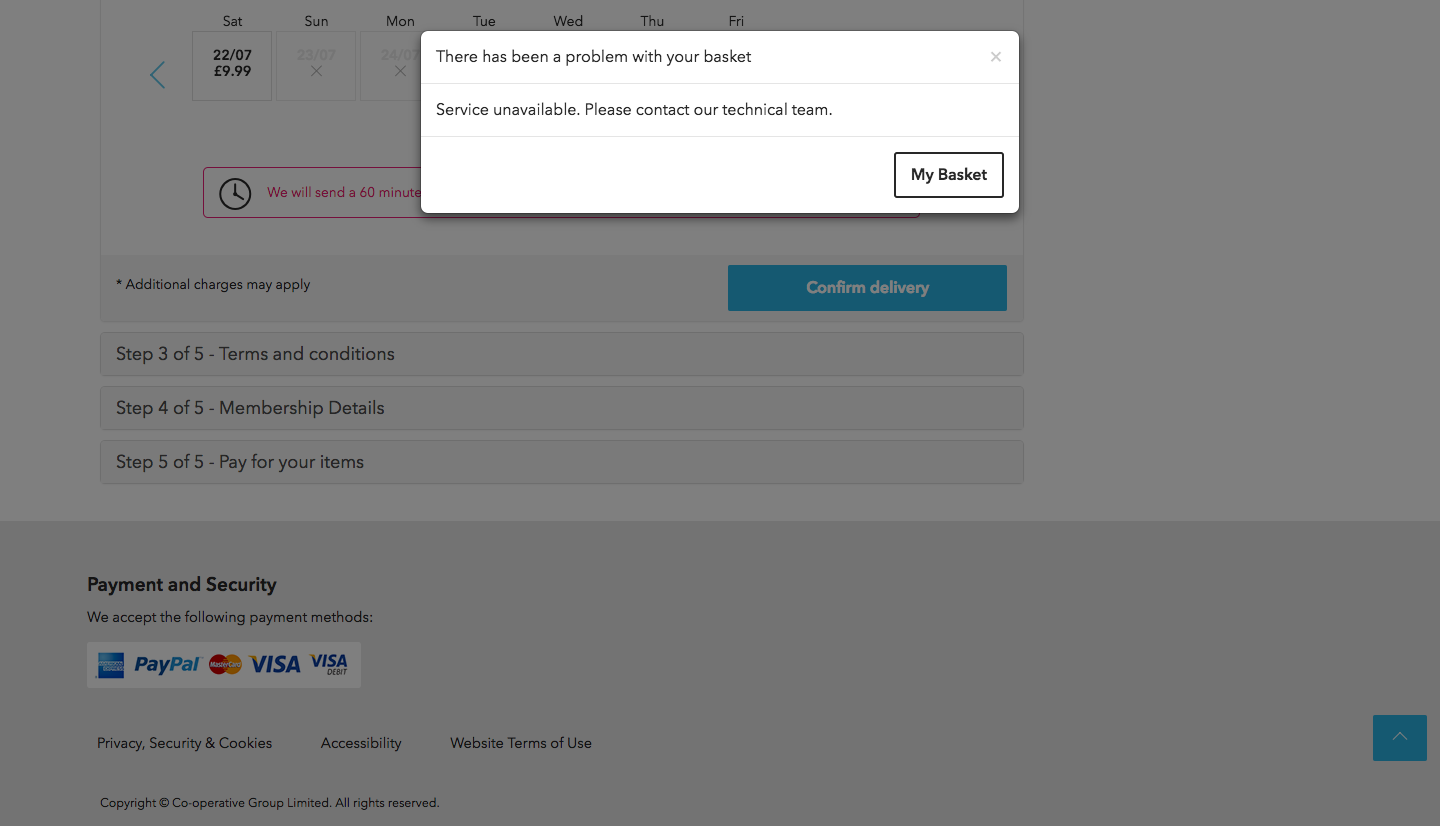 Sat Sun Mon Tue Wed Thu Fri
22/07 23/07 24/07
£9.99
There has been a problem with your basket
Service unavailable. Please contact our technical team.
My Basket
We will send a 60 minute
* Additional charges may apply
Confirm delivery
Step 3 of 5 - Terms and conditions
Step 4 of 5 - Membership Details
Step 5 of 5 - Pay for your items
Payment and Security
We accept the following payment methods:
AMERICAN EXPRESS PayPal MasterCard VISA VISA DEBIT
Privacy, Security & Cookies Accessibility Website Terms of Use
Copyright © Co-operative Group Limited. All rights reserved.